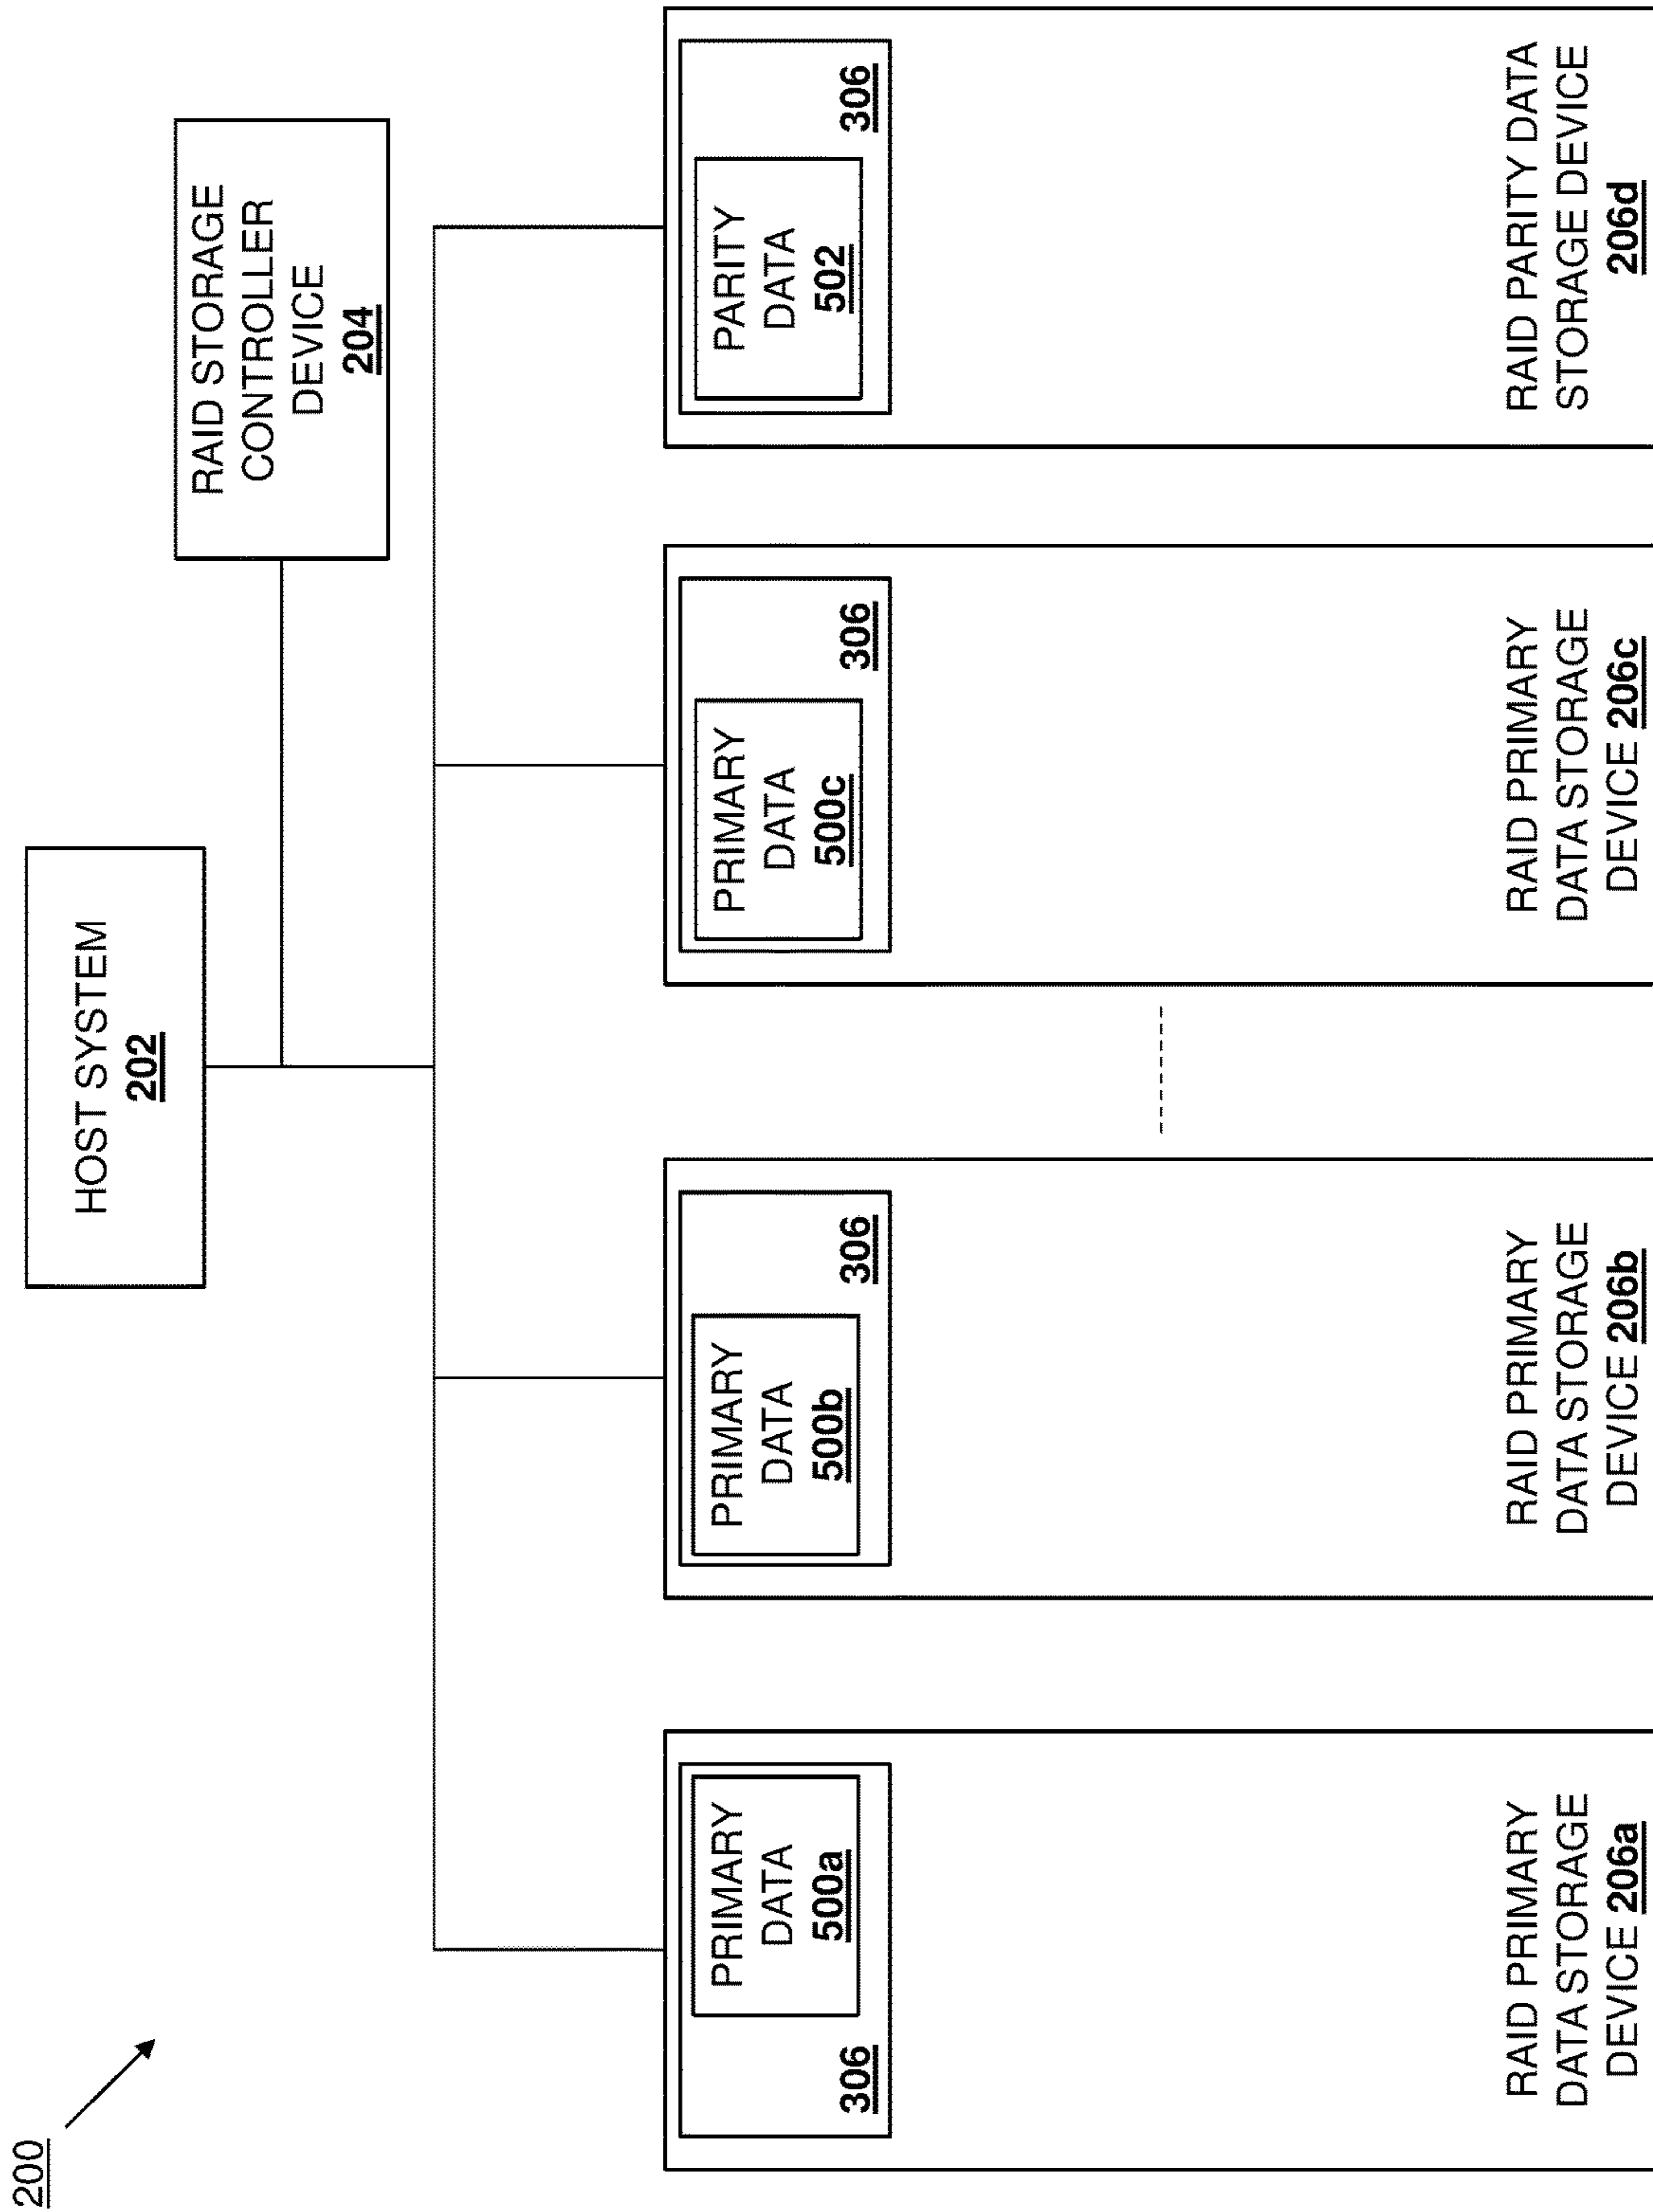 200
HOST SYSTEM
202
RAID STORAGE
CONTROLLER
DEVICE
204
PRIMARY
DATA
500a
306
RAID PRIMARY
DATA STORAGE
DEVICE 206a
PRIMARY
DATA
500b
306
RAID PRIMARY
DATA STORAGE
DEVICE 206b
PRIMARY
DATA
500c
306
RAID PRIMARY
DATA STORAGE
DEVICE 206c
PARITY
DATA
502
306
RAID PARITY DATA
STORAGE DEVICE
206d